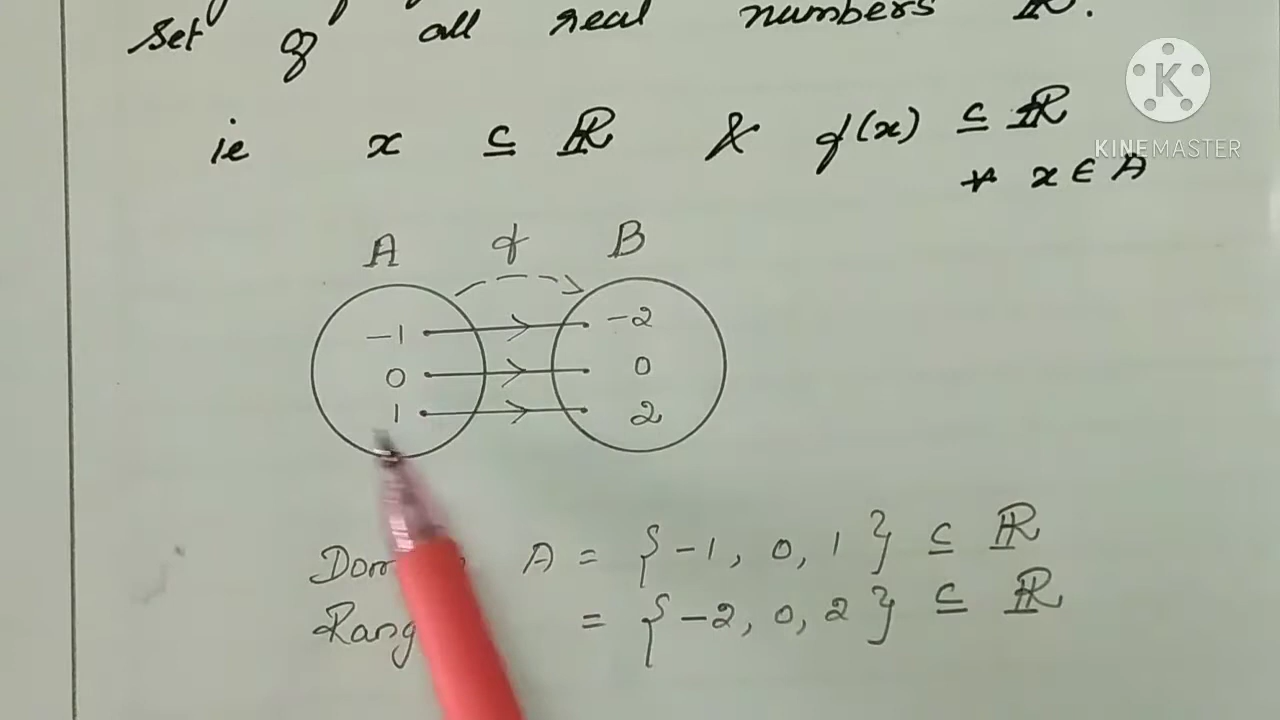 set of all real numbers ℝ.
ie x ⊆ ℝ & f(x) ⊆ ℝ
∀ x ∈ A
KINEMASTER
A f B
-1 -2
0 0
1 2
A = {-1, 0, 1} ⊆ ℝ
= {-2, 0, 2} ⊆ ℝ